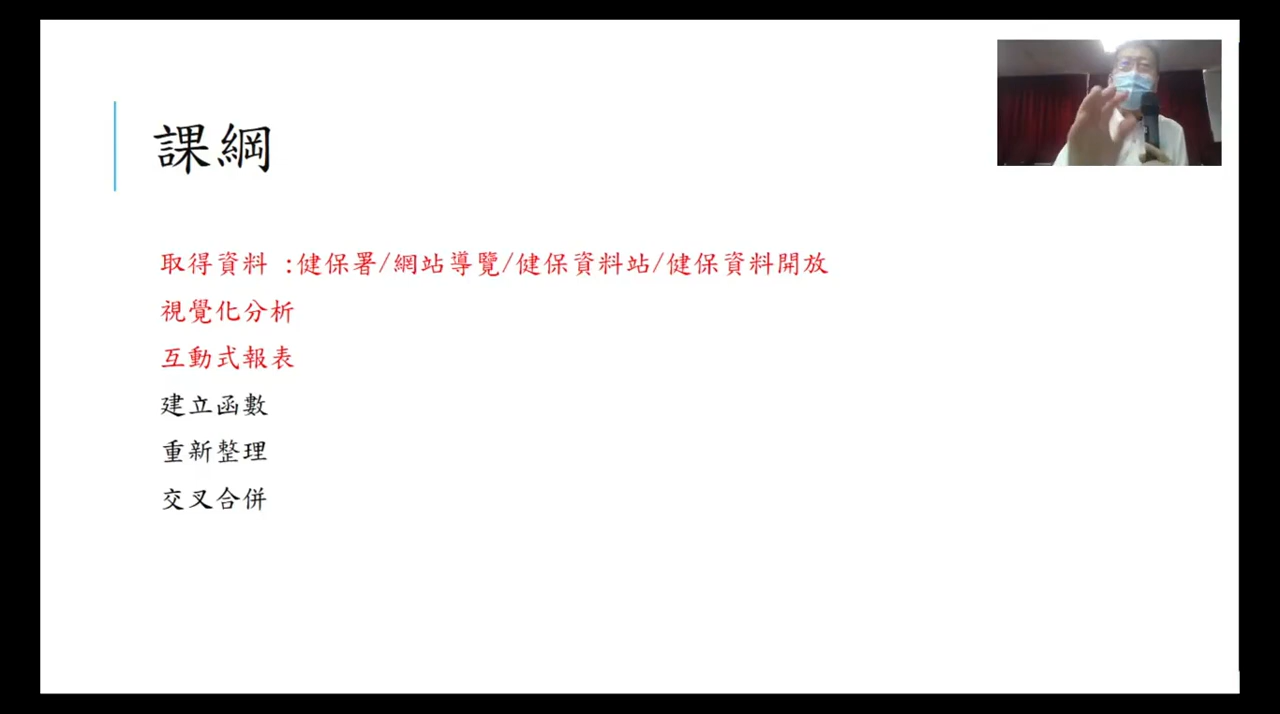 課綱
取得資料 :健保署/網站導覽/健保資料站/健保資料開放
視覺化分析
互動式報表
建立函數
重新整理
交叉合併